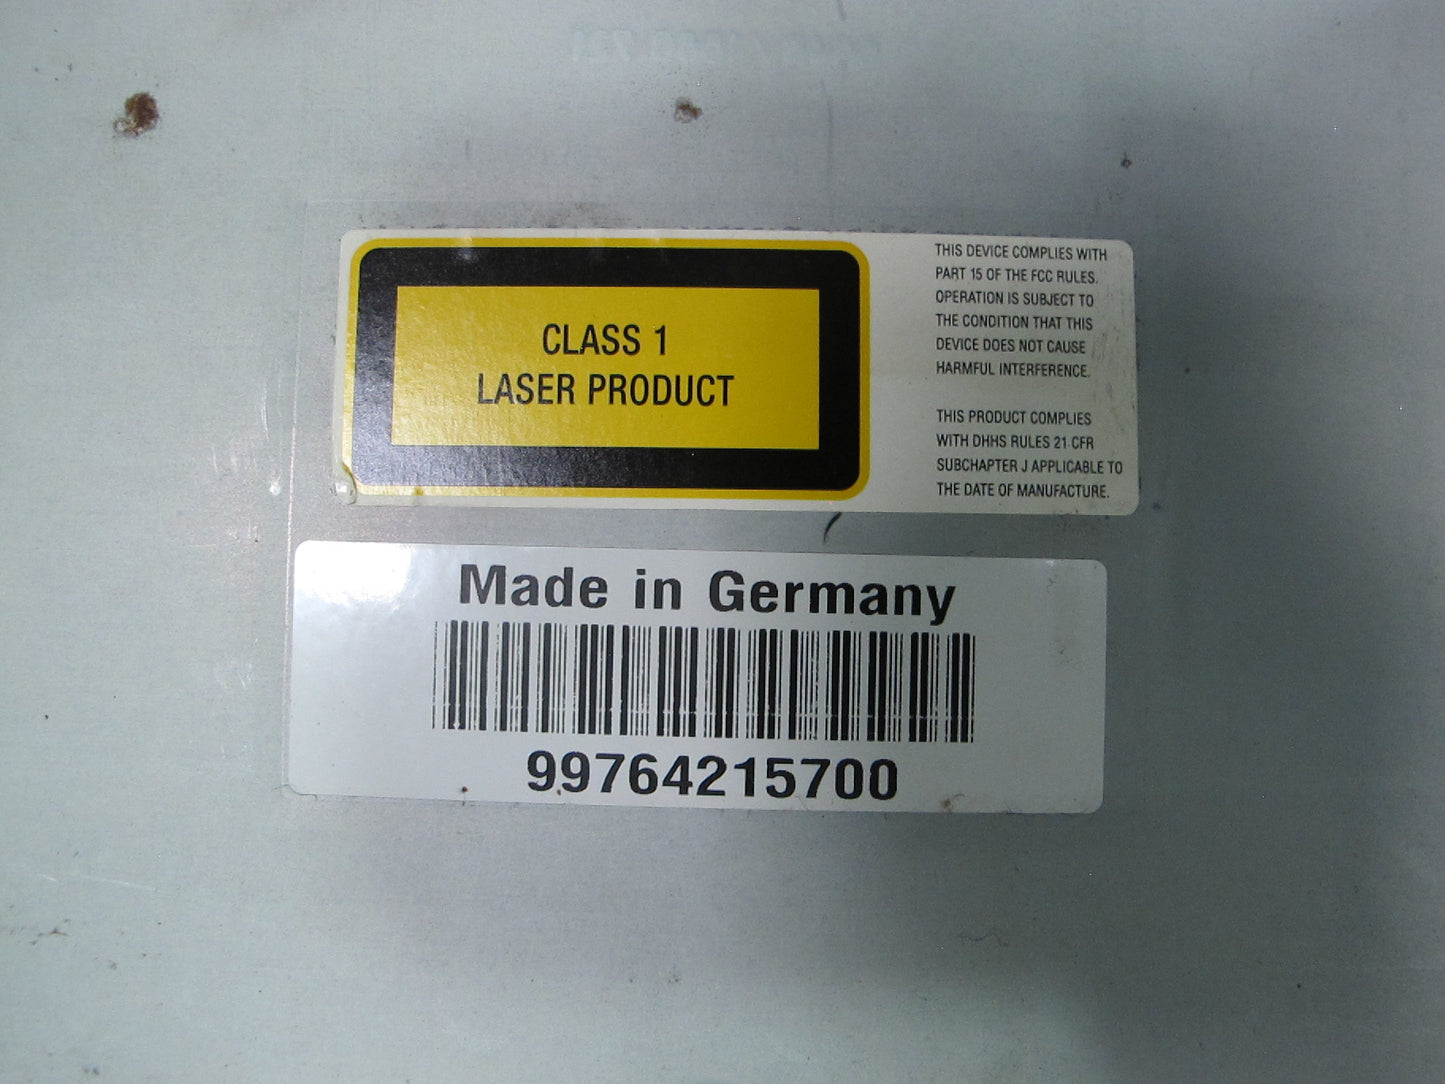 CLASS 1
LASER PRODUCT
THIS DEVICE COMPLIES WITH
PART 15 OF THE FCC RULES.
OPERATION IS SUBJECT TO
THE CONDITION THAT THIS
DEVICE DOES NOT CAUSE
HARMFUL INTERFERENCE.
THIS PRODUCT COMPLIES
WITH DHHS RULES 21 CFR
SUBCHAPTER J APPLICABLE TO
THE DATE OF MANUFACTURE.
Made in Germany
99764215700